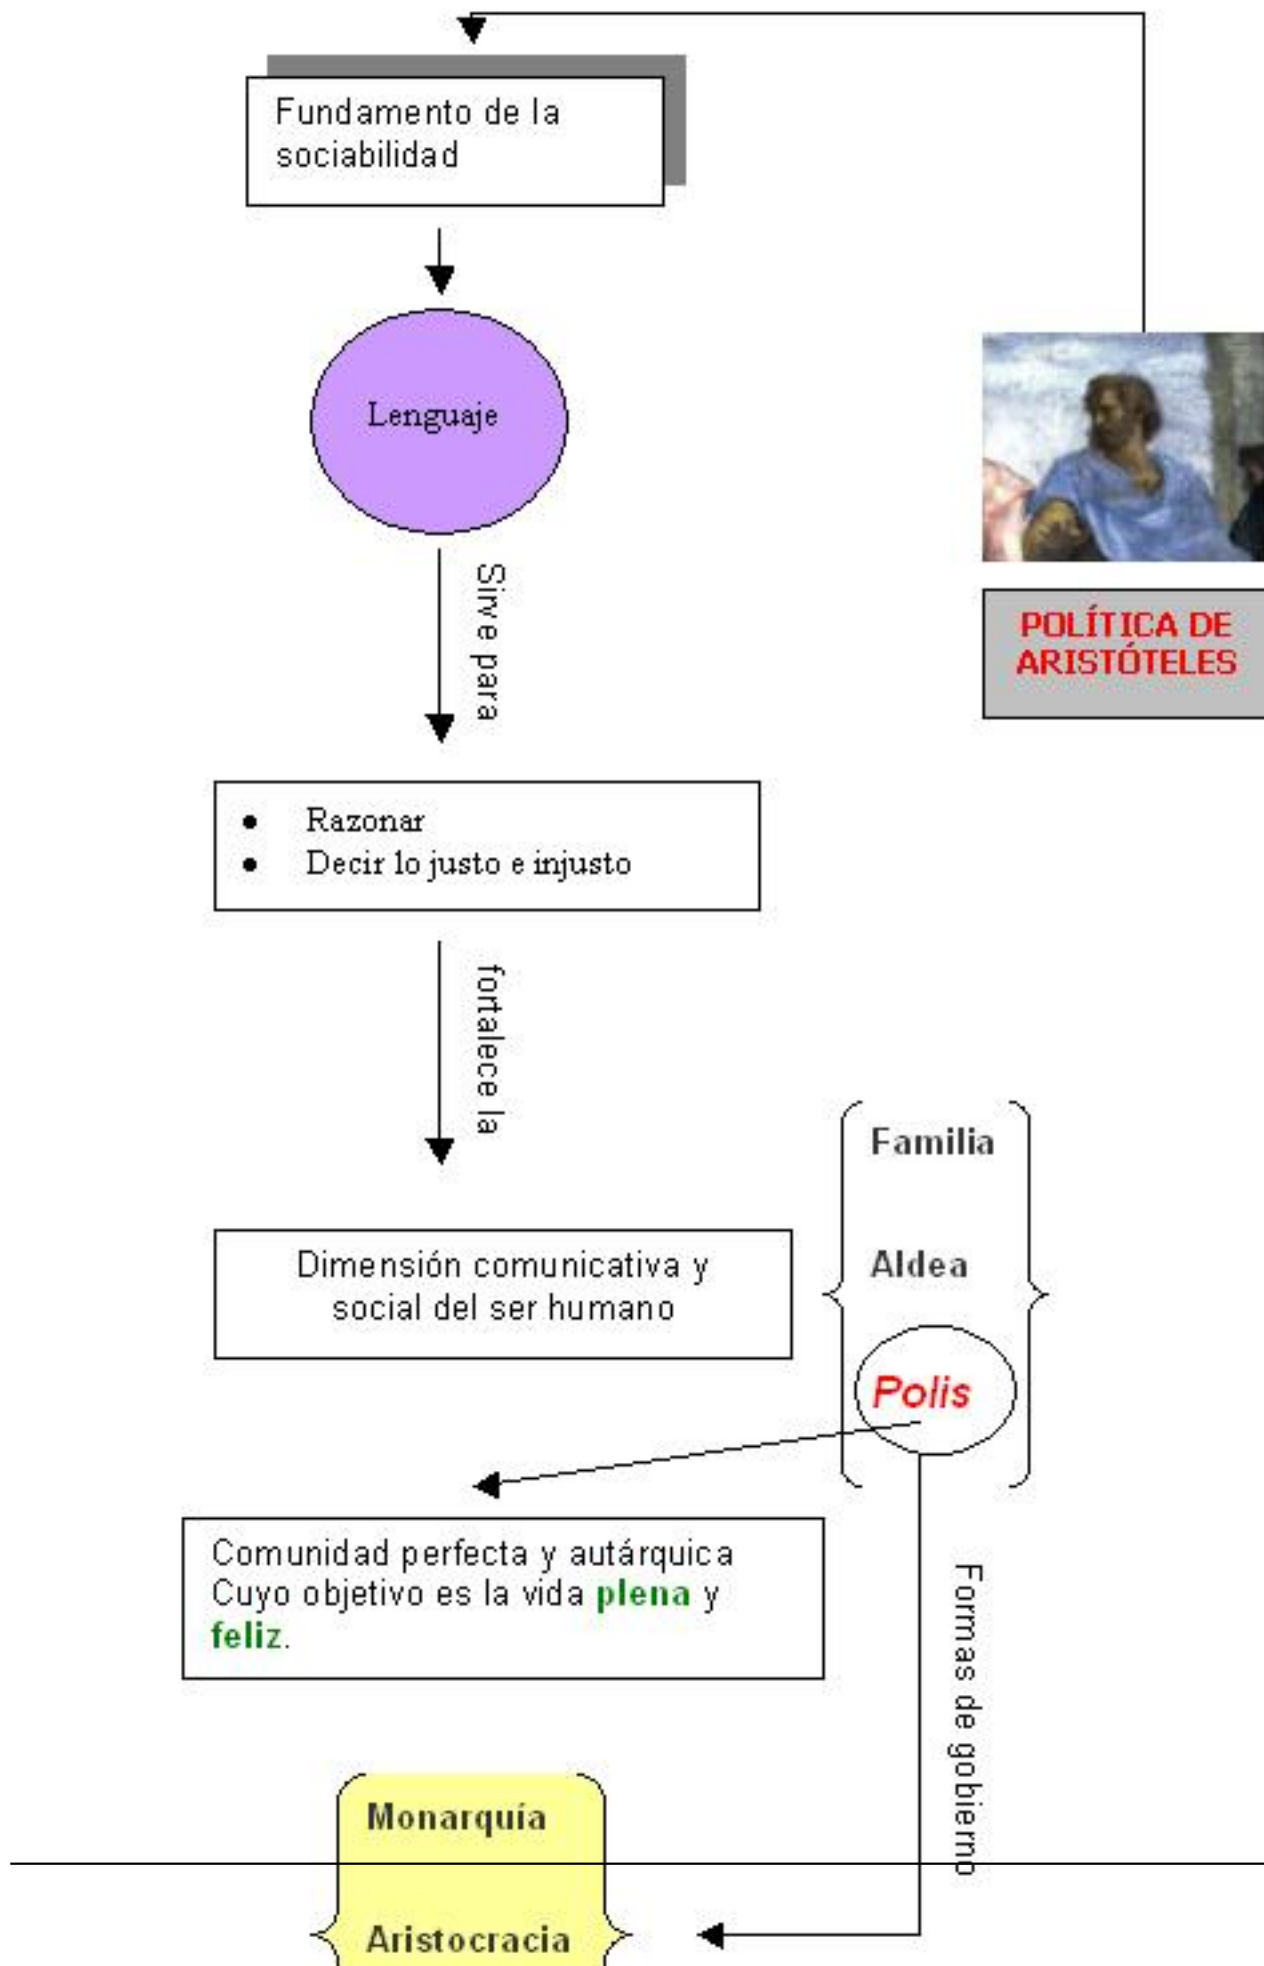 Fundamento de la
sociabilidad
Lenguaje
POLÍTICA DE
ARISTÓTELES
Sirve para
Razonar
Decir lo justo e injusto
fortalece la
Familia
Aldea
Polis
Dimensión comunicativa y
social del ser humano
Comunidad perfecta y autárquica
Cuyo objetivo es la vida plena y
feliz.
Formas de gobierno
Monarquía
Aristocracia